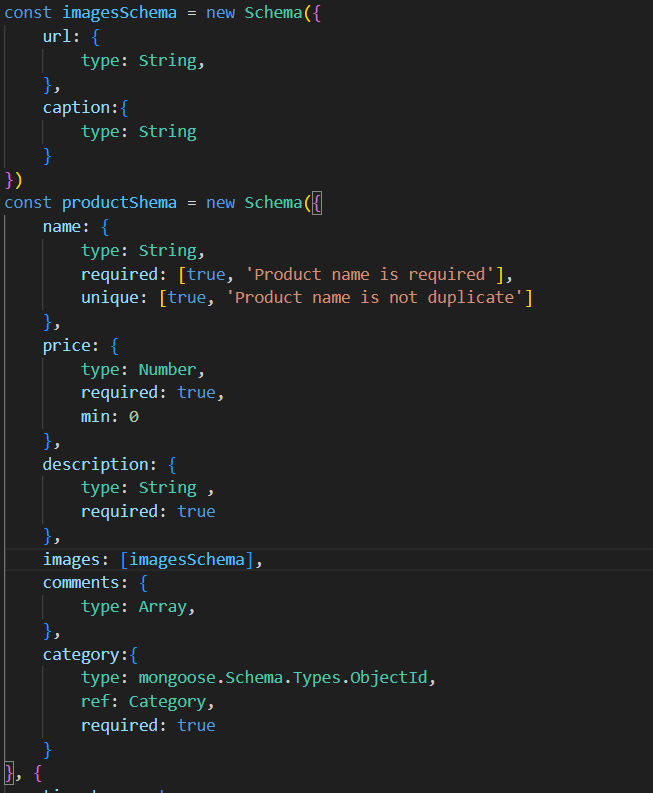 const imagesSchema = new Schema({
    url: {
        type: String,
    },
    caption:{
        type: String
    }
})
const productShema = new Schema({
    name: {
        type: String,
        required: [true, 'Product name is required'],
        unique: [true, 'Product name is not duplicate']
    },
    price: {
        type: Number,
        required: true,
        min: 0
    },
    description: {
        type: String ,
        required: true
    },
    images: [imagesSchema],
    comments: {
        type: Array,
    },
    category:{
        type: mongoose.Schema.Types.ObjectId,
        ref: Category,
        required: true
    }
}, {